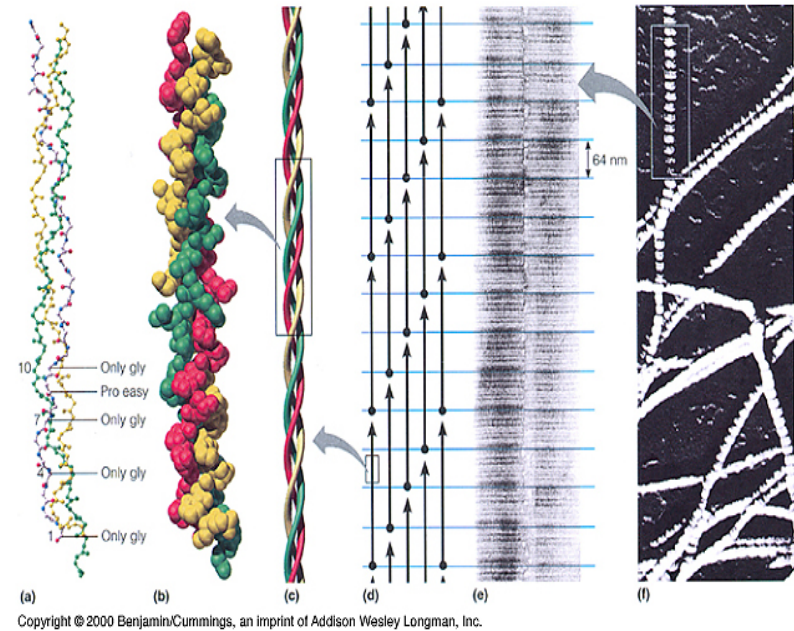 10
Only gly
Pro easy
7
Only gly
4
Only gly
1
Only gly
64 nm
(a)
(b)
(c)
(d)
(e)
(f)
Copyright © 2000 Benjamin/Cummings, an imprint of Addison Wesley Longman, Inc.